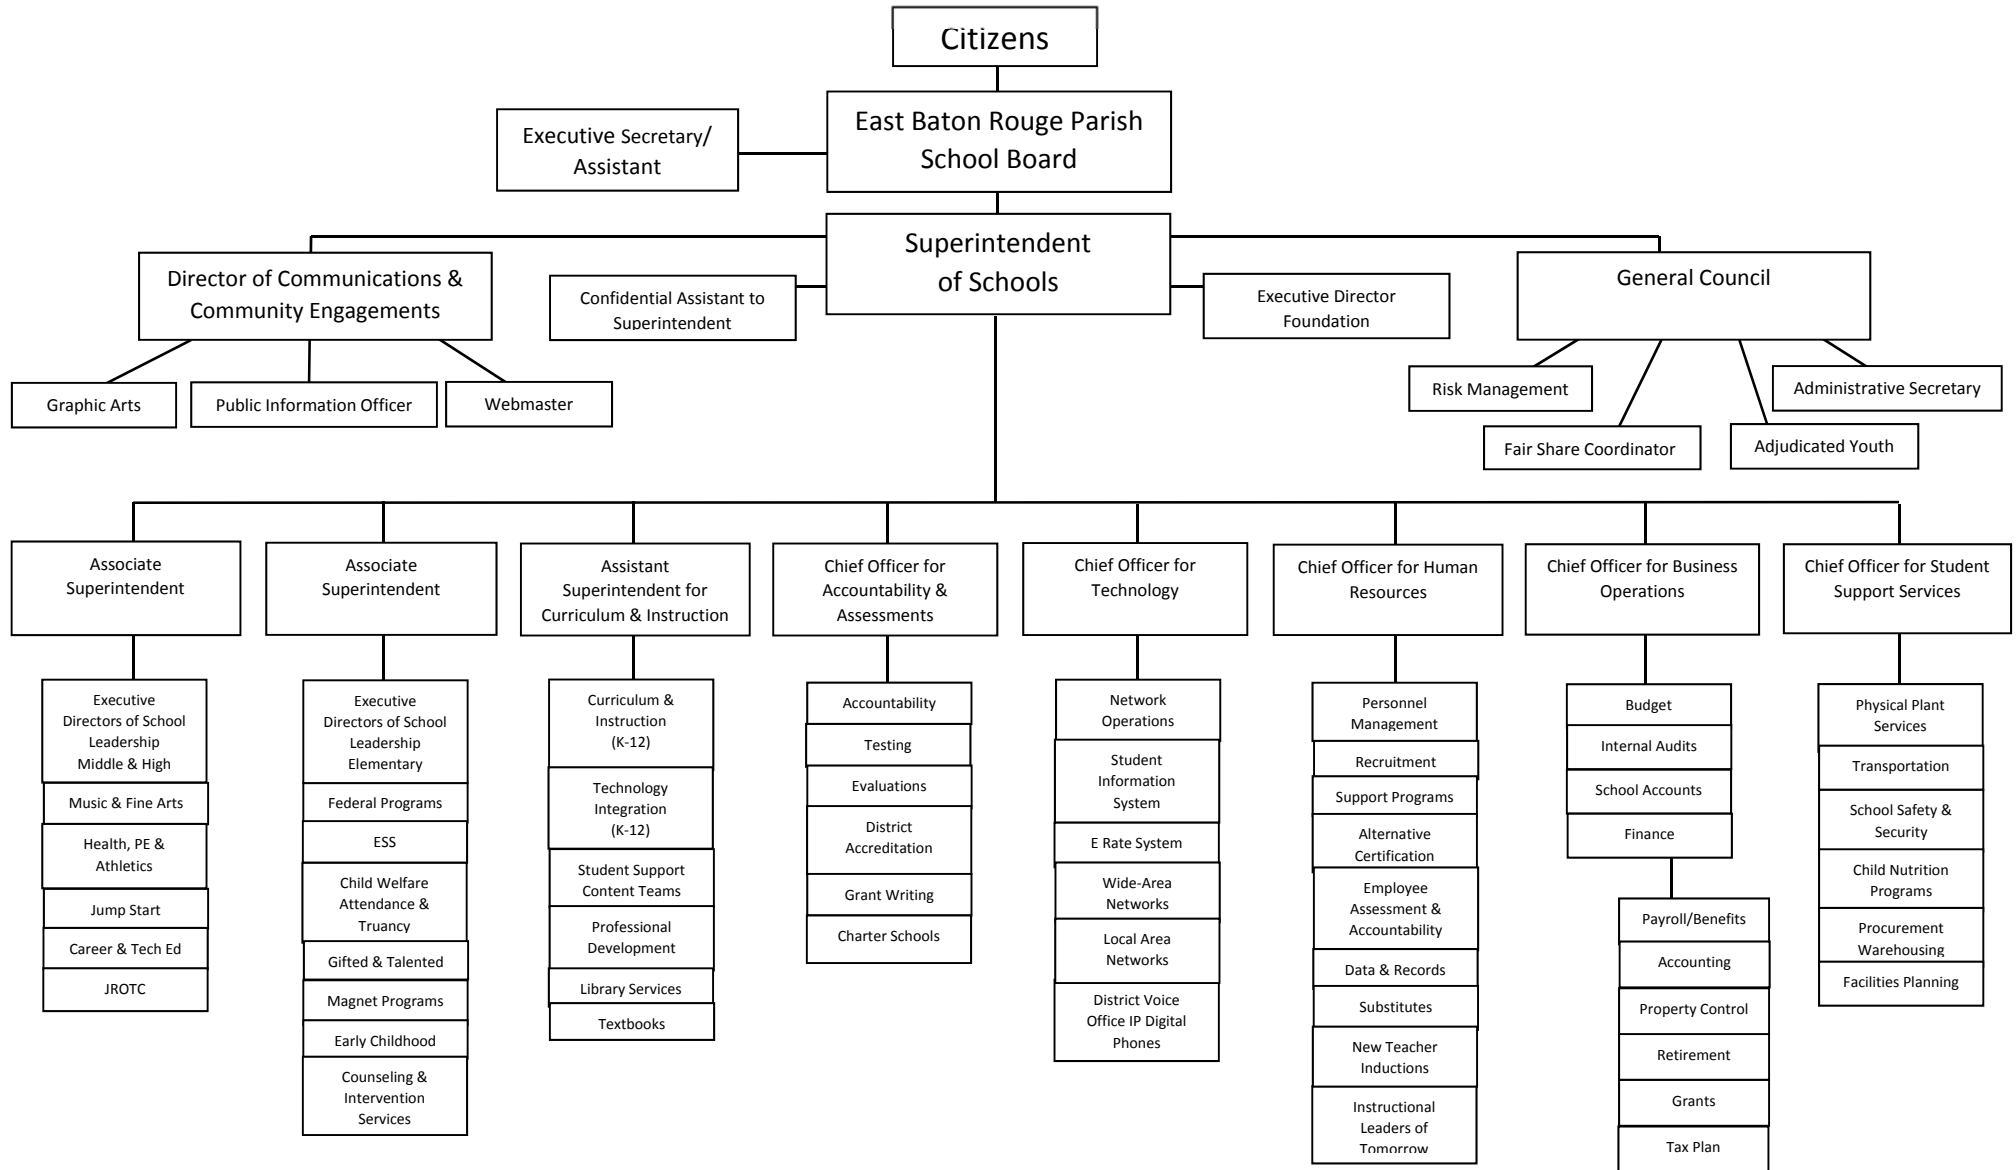 Citizens
East Baton Rouge Parish
School Board
Executive Secretary/
Assistant
Superintendent
of Schools
Director of Communications &
Community Engagements
Confidential Assistant to
Superintendent
Executive Director
Foundation
General Council
Graphic Arts
Public Information Officer
Webmaster
Risk Management
Administrative Secretary
Fair Share Coordinator
Adjudicated Youth
Associate
Superintendent
Executive
Directors of School
Leadership
Middle & High
Music & Fine Arts
Health, PE &
Athletics
Jump Start
Career & Tech Ed
JROTC
Associate
Superintendent
Executive
Directors of School
Leadership
Elementary
Federal Programs
ESS
Child Welfare
Attendance &
Truancy
Gifted & Talented
Magnet Programs
Early Childhood
Counseling &
Intervention
Services
Assistant
Superintendent for
Curriculum & Instruction
Curriculum &
Instruction
(K-12)
Technology
Integration
(K-12)
Student Support
Content Teams
Professional
Development
Library Services
Textbooks
Chief Officer for
Accountability &
Assessments
Accountability
Testing
Evaluations
District
Accreditation
Grant Writing
Charter Schools
Chief Officer for
Technology
Network
Operations
Student
Information
System
E Rate System
Wide-Area
Networks
Local Area
Networks
District Voice
Office IP Digital
Phones
Chief Officer for Human
Resources
Personnel
Management
Recruitment
Support Programs
Alternative
Certification
Employee
Assessment &
Accountability
Data & Records
Substitutes
New Teacher
Inductions
Instructional
Leaders of
Tomorrow
Chief Officer for Business
Operations
Budget
Internal Audits
School Accounts
Finance
Payroll/Benefits
Accounting
Property Control
Retirement
Grants
Tax Plan
Chief Officer for Student
Support Services
Physical Plant
Services
Transportation
School Safety &
Security
Child Nutrition
Programs
Procurement
Warehousing
Facilities Planning